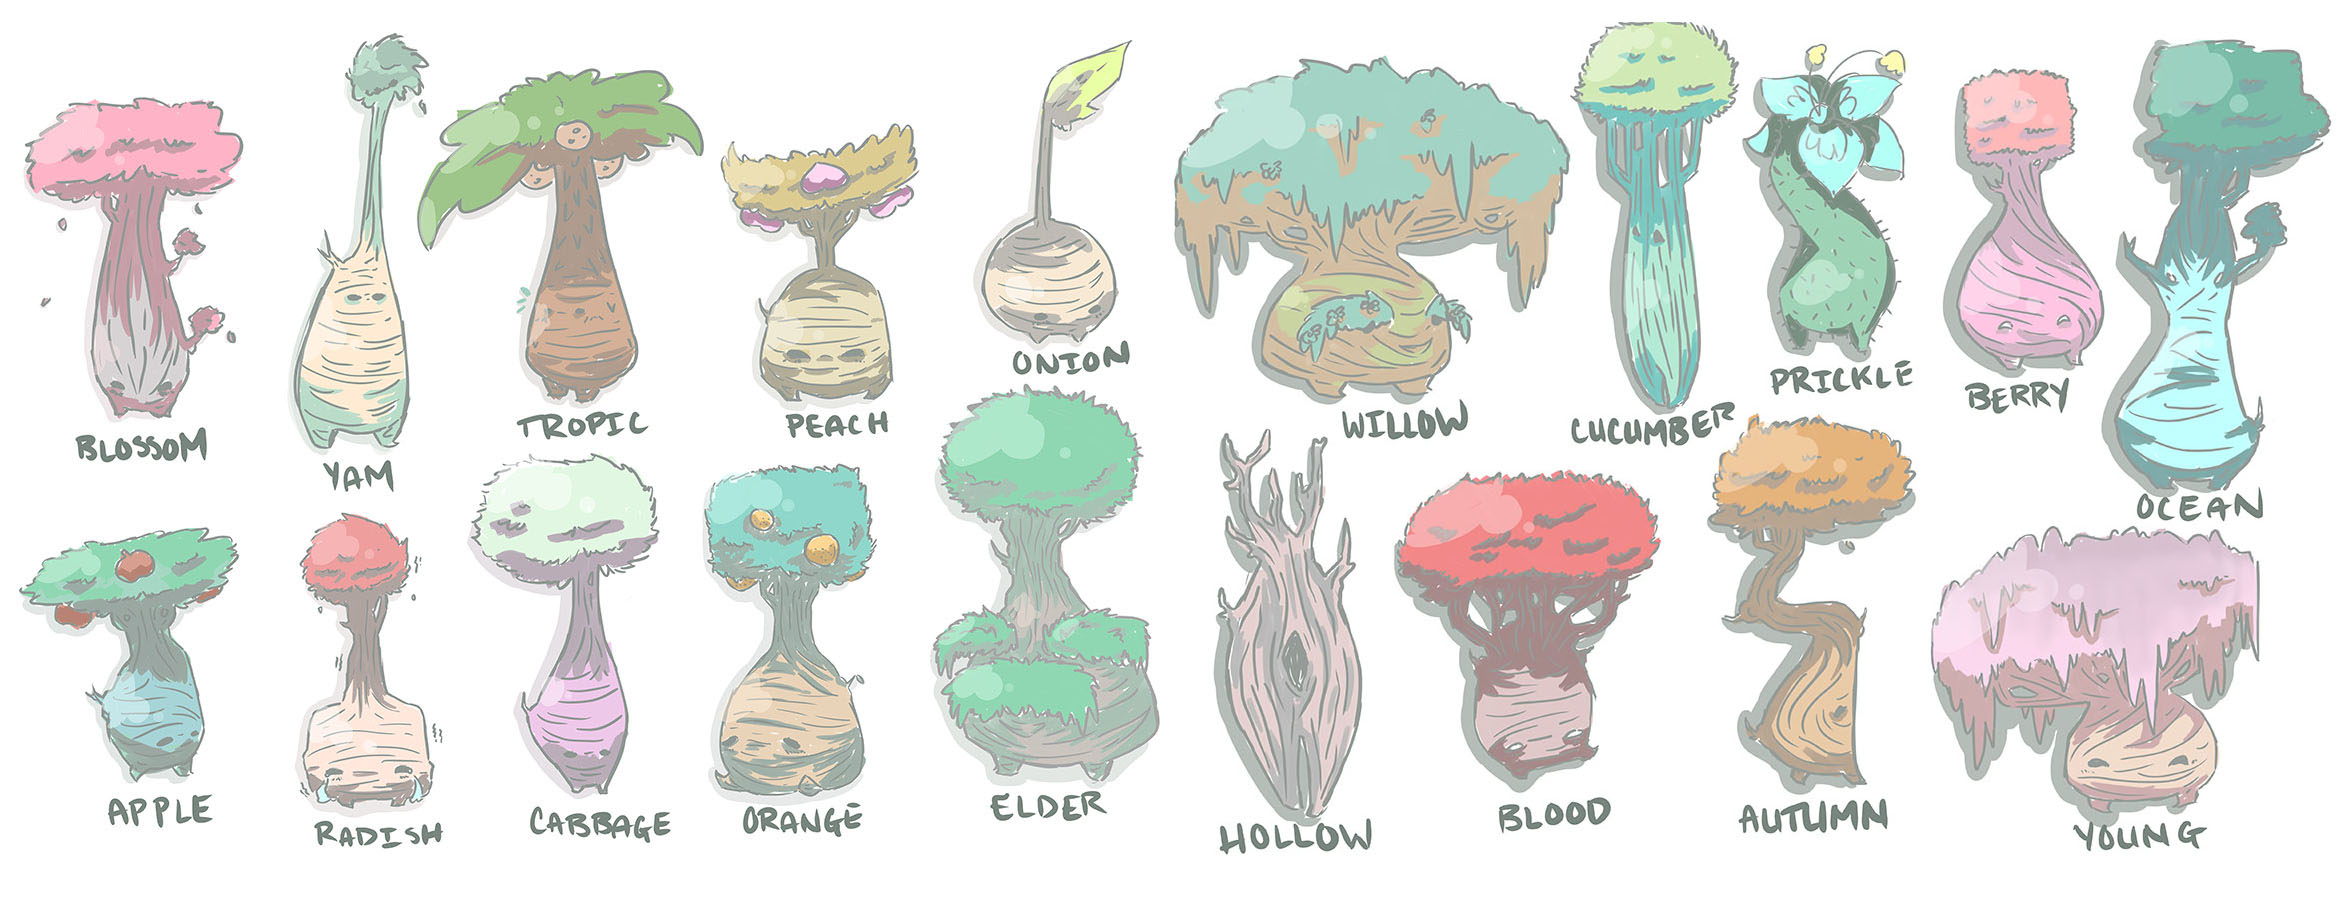 BLOSSOM
YAM
TROPIC
PEACH
ONION
WILLOW
CUCUMBER
PRICKLE
BERRY
OCEAN
APPLE
RADISH
CABBAGE
ORANGE
ELDER
HOLLOW
BLOOD
AUTUMN
YOUNG